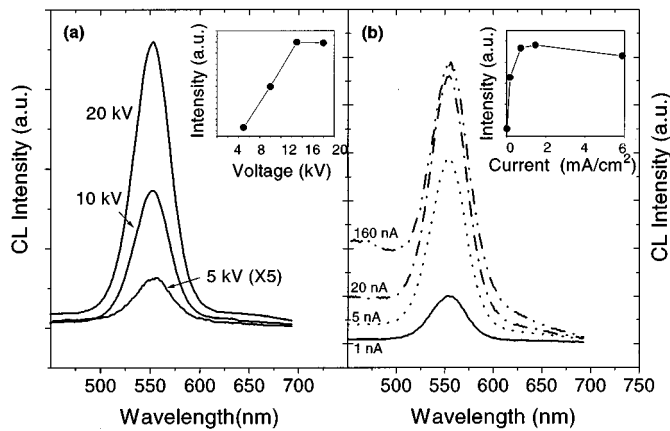 (a)
20 kV
10 kV
5 kV (X5)
CL Intensity (a.u.)
500 550 600 650 700
Wavelength(nm)
Intensity (a.u.)
4 8 12 16 20
Voltage (kV)
(b)
160 nA
20 nA
5 nA
1 nA
500 550 600 650 700 750
Wavelength (nm)
CL Intensity (a.u.)
Intensity (a.u.)
0 2 4 6
Current (mA/cm²)